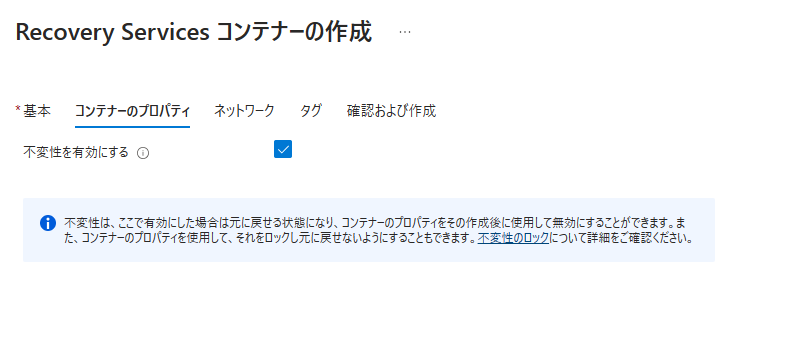 Recovery Services コンテナーの作成 …
* 基本 コンテナーのプロパティ ネットワーク タグ 確認および作成
不変性を有効にする
不変性は、ここで有効にした場合は元に戻せる状態になり、コンテナーのプロパティをその作成後に使用して無効にすることができます。ま
た、コンテナーのプロパティを使用して、それをロックし元に戻せないようにすることもできます。不変性のロックについて詳細をご確認ください。